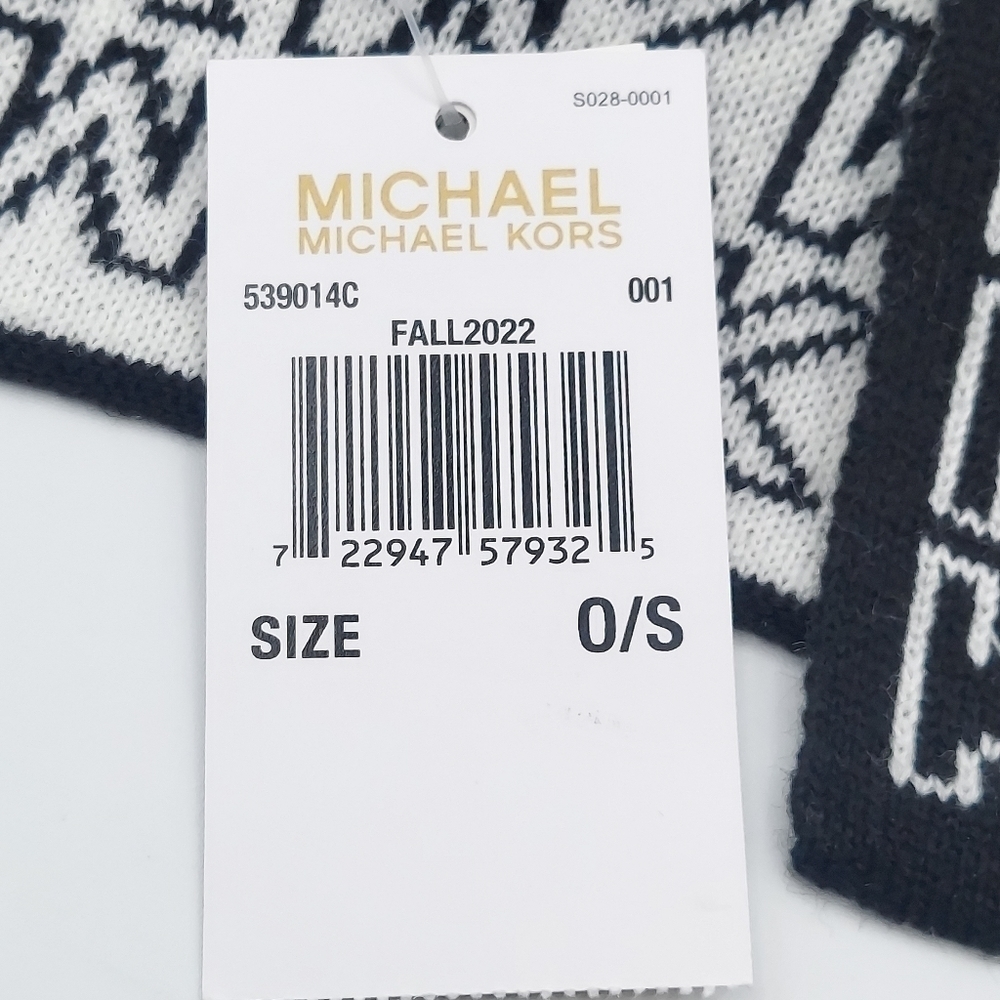 S028-0001
MICHAEL
MICHAEL KORS
539014C 001
FALL2022
7 22947 57932 5
SIZE O/S